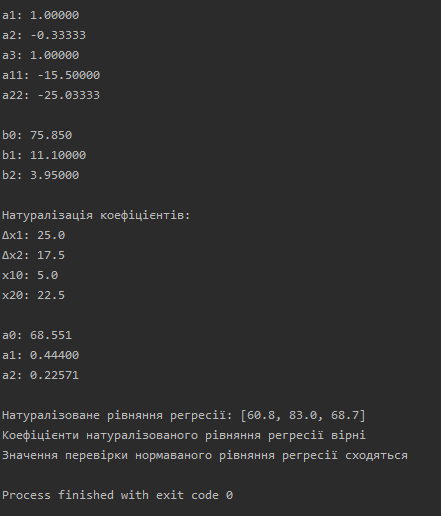 a1: 1.00000
a2: -0.33333
a3: 1.00000
a11: -15.50000
a22: -25.03333
b0: 75.850
b1: 11.10000
b2: 3.95000
Натуралізація коефіцієнтів:
Δx1: 25.0
Δx2: 17.5
x10: 5.0
x20: 22.5
a0: 68.551
a1: 0.44400
a2: 0.22571
Натуралізоване рівняння регресії: [60.8, 83.0, 68.7]
Коефіцієнти натуралізованого рівняння регресії вірні
Значення перевірки нормаваного рівняння регресії сходяться
Process finished with exit code 0